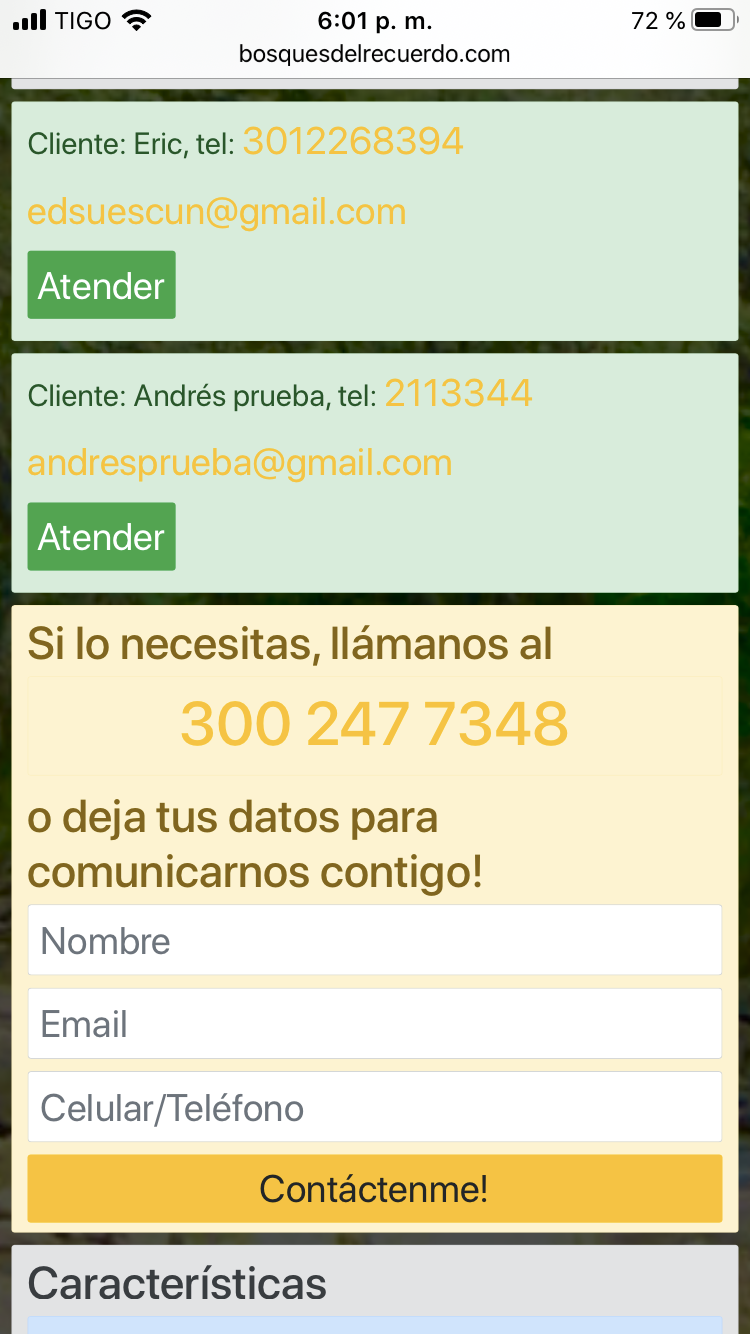 TIGO 6:01 p. m. 72 %
bosquesdelrecuerdo.com
Cliente: Eric, tel: 3012268394
edsuescun@gmail.com
Atender
Cliente: Andrés prueba, tel: 2113344
andresprueba@gmail.com
Atender
Si lo necesitas, llámanos al
300 247 7348
o deja tus datos para
comunicarnos contigo!
Nombre
Email
Celular/Teléfono
Contáctenme!
Características